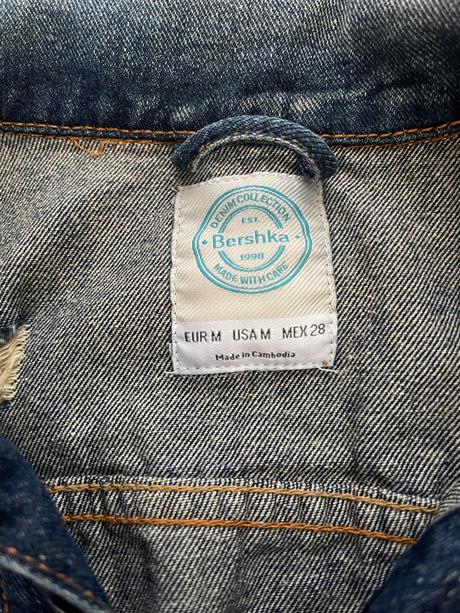 DENIM COLLECTION
EST.
• Bershka •
1998
MADE WITH CARE
EUR M USA M MEX 28
Made in Cambodia